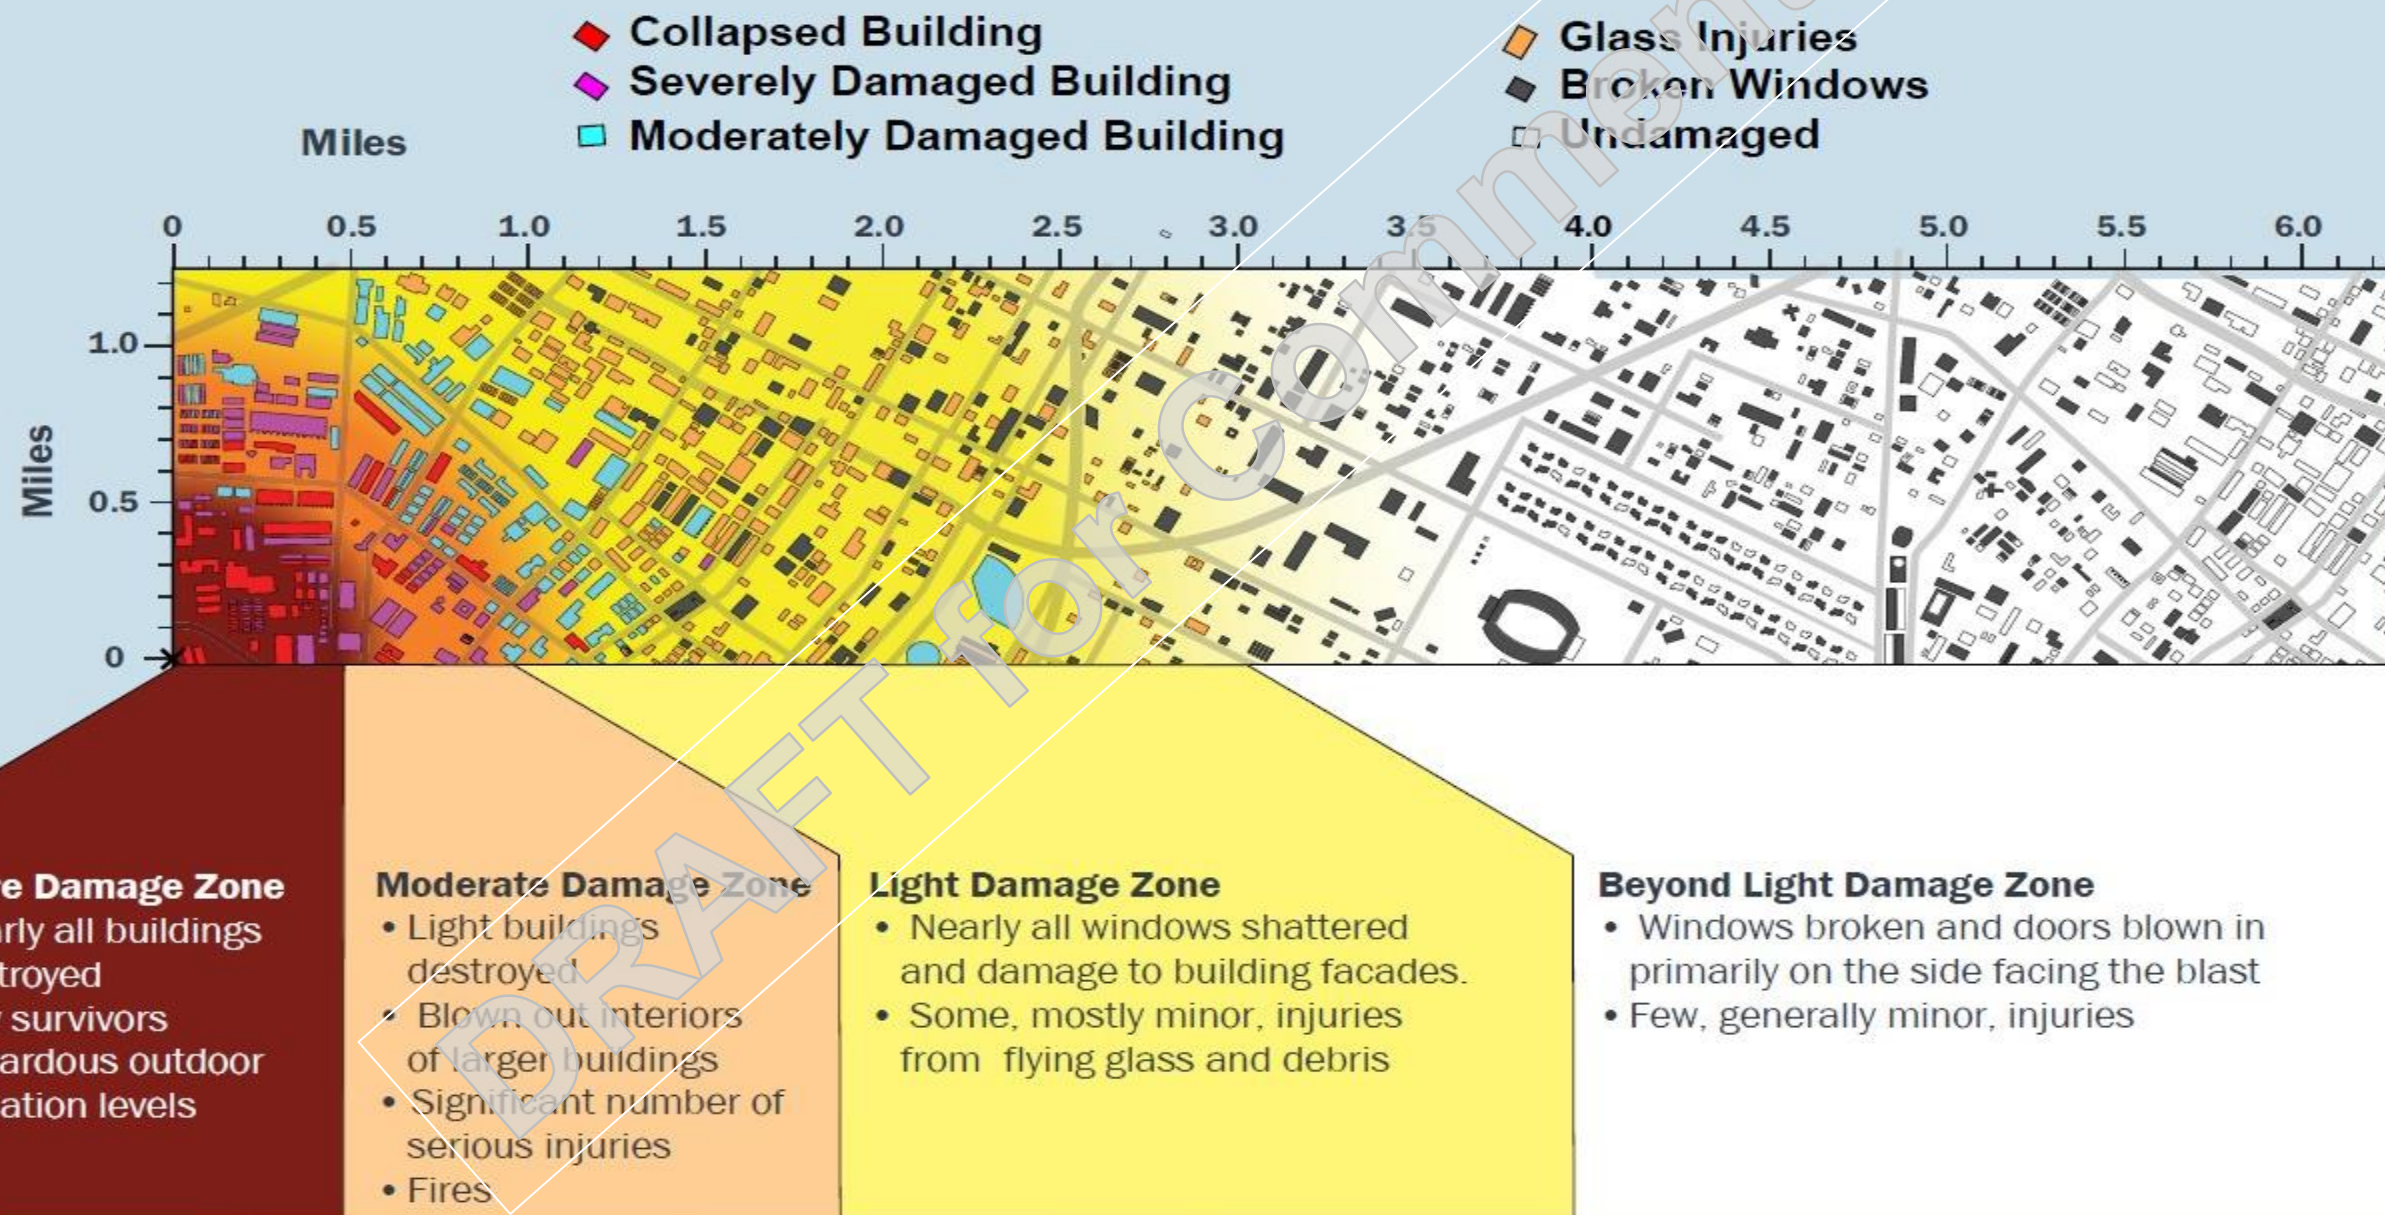 Collapsed Building
Severely Damaged Building
Moderately Damaged Building
Glass Injuries
Broken Windows
Undamaged
Miles
0 0.5 1.0 1.5 2.0 2.5 3.0 3.5 4.0 4.5 5.0 5.5 6.0
Miles
1.0
0.5
0
re Damage Zone
rly all buildings
troyed
survivors
ardous outdoor
ation levels
Moderate Damage Zone
• Light buildings
destroyed
• Blown out interiors
of larger buildings
• Significant number of
serious injuries
• Fires
Light Damage Zone
• Nearly all windows shattered
and damage to building facades.
• Some, mostly minor, injuries
from flying glass and debris
Beyond Light Damage Zone
• Windows broken and doors blown in
primarily on the side facing the blast
• Few, generally minor, injuries
DRAFT for Commen